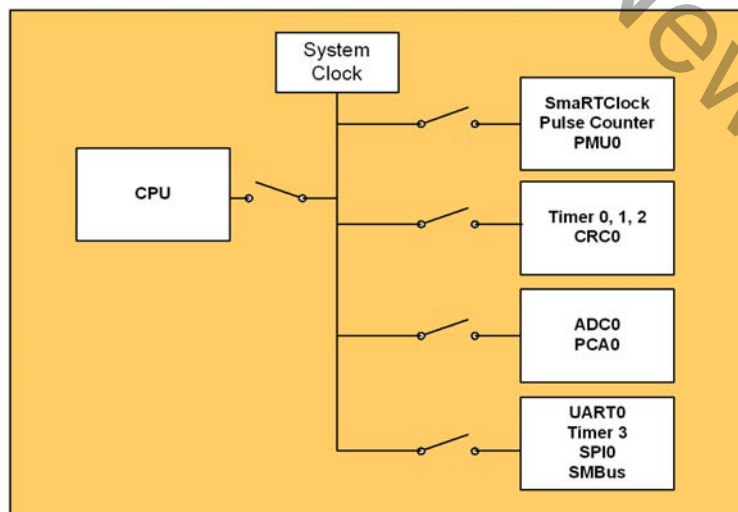 System
Clock
SmaRTClock
Pulse Counter
PMU0
CPU
Timer 0, 1, 2
CRC0
ADC0
PCA0
UART0
Timer 3
SPI0
SMBus